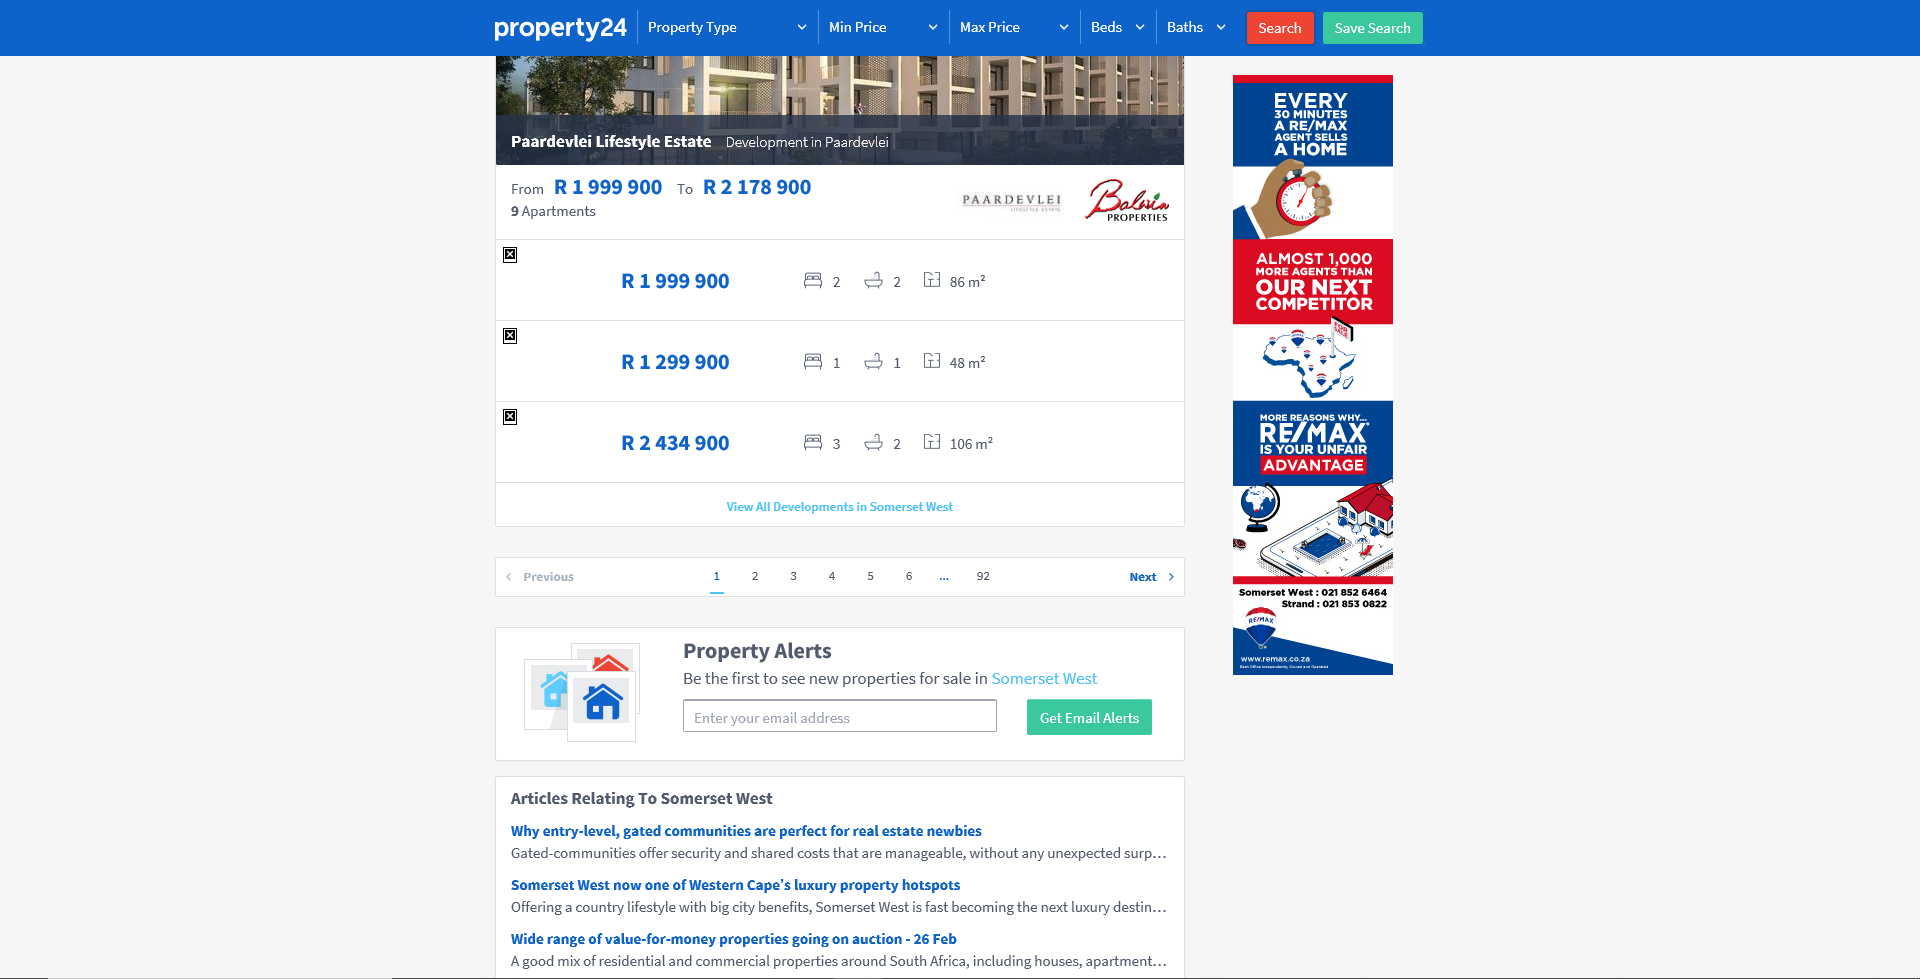 property24
Property Type
Min Price
Max Price
Beds
Baths
Search
Save Search
Paardevlei Lifestyle Estate Development in Paardevlei
From R 1 999 900 To R 2 178 900
9 Apartments
PAARDEVLEI
LIFESTYLE ESTATE
Balwin
PROPERTIES
R 1 999 900 2 2 86 m²
R 1 299 900 1 1 48 m²
R 2 434 900 3 2 106 m²
View All Developments in Somerset West
Previous 1 2 3 4 5 6 ... 92 Next
Property Alerts
Be the first to see new properties for sale in Somerset West
Enter your email address
Get Email Alerts
Articles Relating To Somerset West
Why entry-level, gated communities are perfect for real estate newbies
Gated-communities offer security and shared costs that are manageable, without any unexpected surp...
Somerset West now one of Western Cape's luxury property hotspots
Offering a country lifestyle with big city benefits, Somerset West is fast becoming the next luxury destin...
Wide range of value-for-money properties going on auction - 26 Feb
A good mix of residential and commercial properties around South Africa, including houses, apartment...
EVERY
30 MINUTES
A RE/MAX
AGENT SELLS
A HOME
ALMOST 1,000
MORE AGENTS THAN
OUR NEXT
COMPETITOR
FOR SALE
MORE REASONS WHY...
RE/MAX
IS YOUR UNFAIR
ADVANTAGE
Somerset West : 021 852 6464
Strand : 021 853 0822
RE/MAX
www.remax.co.za
Each Office Independently Owned and Operated